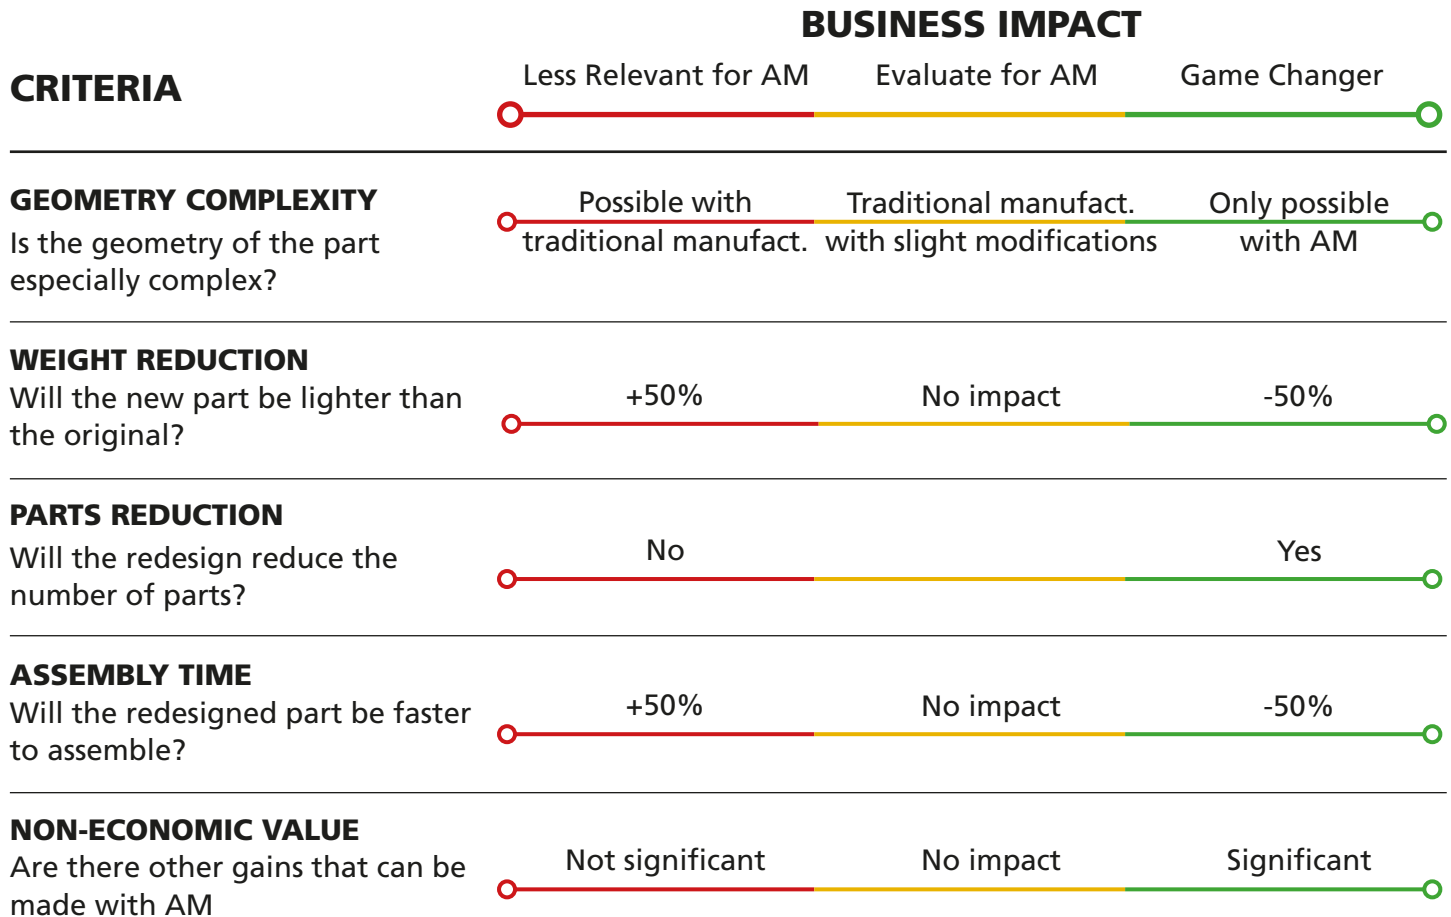 BUSINESS IMPACT
CRITERIA
Less Relevant for AM
Evaluate for AM
Game Changer
GEOMETRY COMPLEXITY
Is the geometry of the part
especially complex?
Possible with
traditional manufact.
Traditional manufact.
with slight modifications
Only possible
with AM
WEIGHT REDUCTION
Will the new part be lighter than
the original?
+50%
No impact
-50%
PARTS REDUCTION
Will the redesign reduce the
number of parts?
No
Yes
ASSEMBLY TIME
Will the redesigned part be faster
to assemble?
+50%
No impact
-50%
NON-ECONOMIC VALUE
Are there other gains that can be
made with AM
Not significant
No impact
Significant